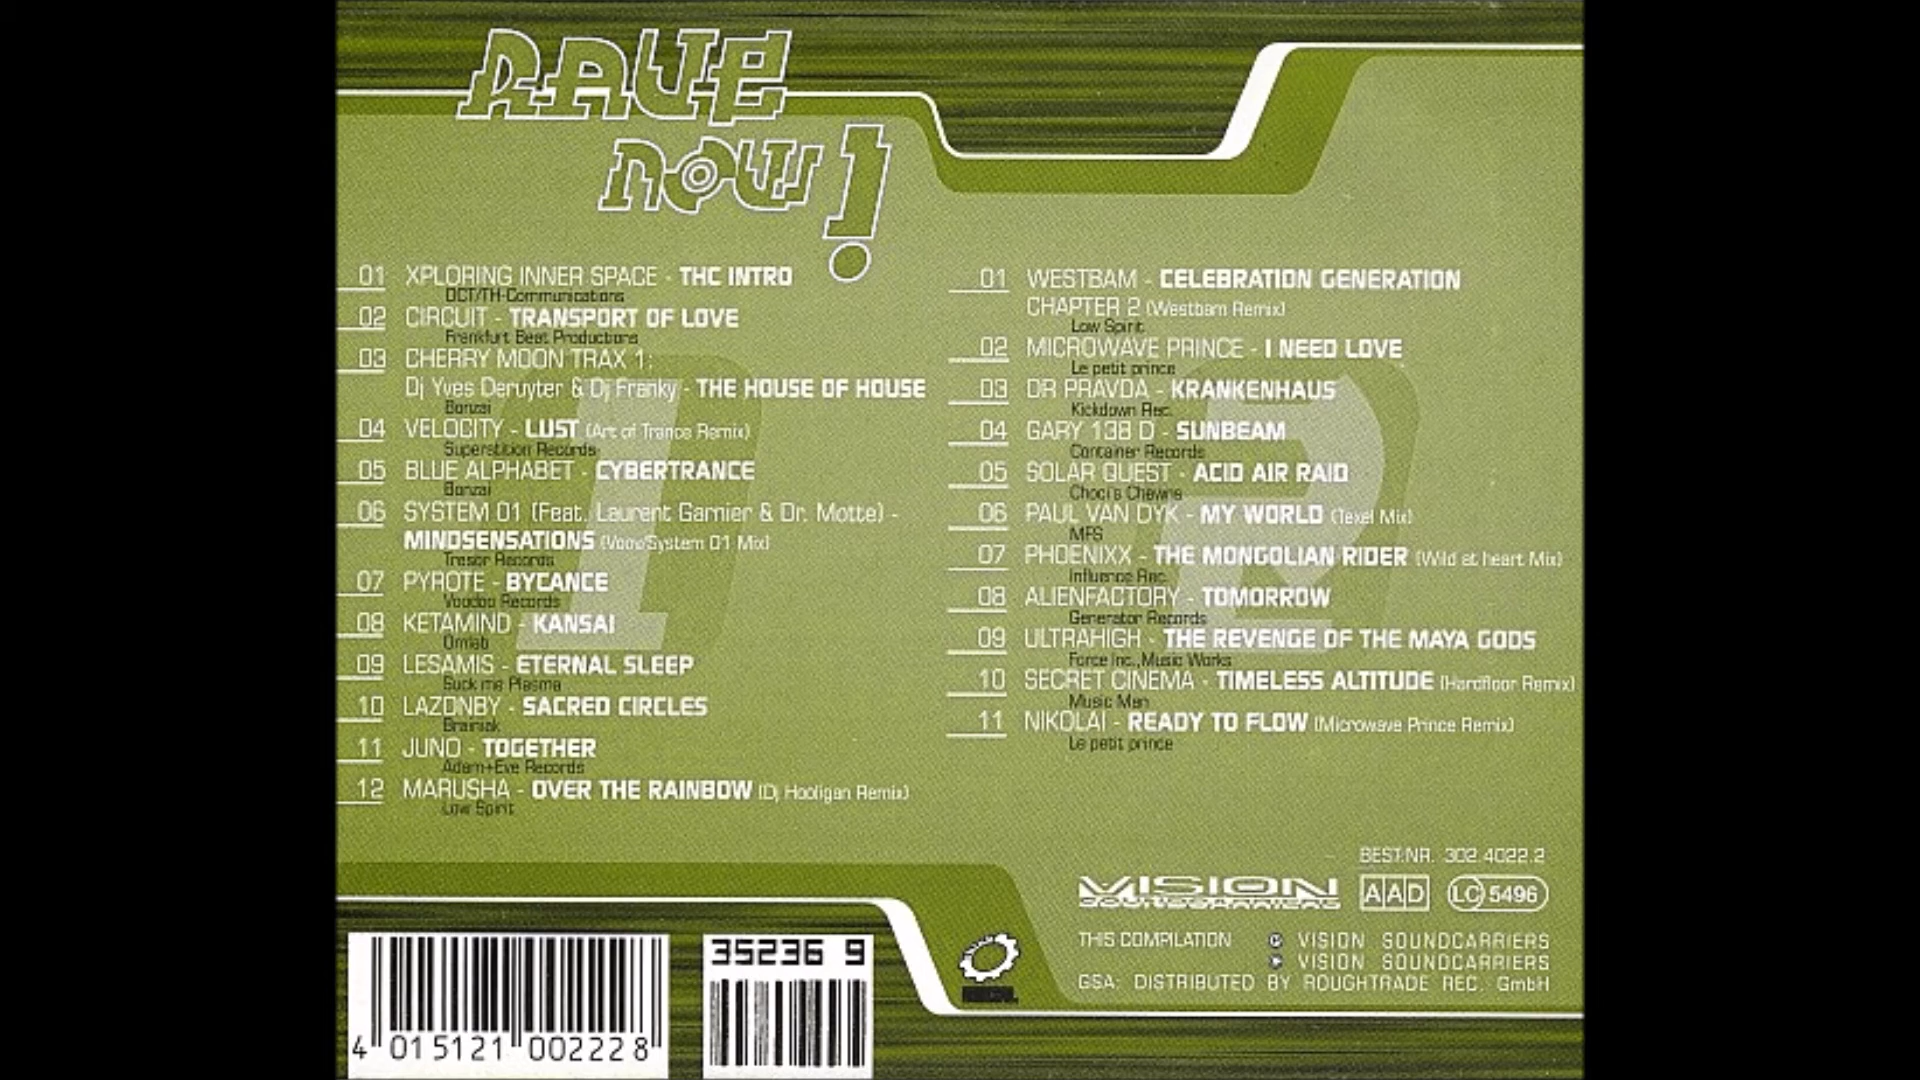 RAVE
NOW!
01 XPLORING INNER SPACE - THC INTRO
OCT/TH-Communications
02 CIRCUIT - TRANSPORT OF LOVE
Frankfurt Beat Productions
03 CHERRY MOON TRAX 1:
Dj Yves Deruyter & Dj Franky - THE HOUSE OF HOUSE
Bonzai
04 VELOCITY - LUST (Art of Trance Remix)
Superstition Records
05 BLUE ALPHABET - CYBERTRANCE
Bonzai
06 SYSTEM 01 (Feat. Laurent Garnier & Dr. Motte) -
MINDSENSATIONS (Voov/System 01 Mix)
Tresor Records
07 PYROTE - BYCANCE
Voodoo Records
08 KETAMIND - KANSAI
Omlab
09 LESAMIS - ETERNAL SLEEP
Suck me Plasma
10 LAZONBY - SACRED CIRCLES
Brainiak
11 JUNO - TOGETHER
Adam+Eve Records
12 MARUSHA - OVER THE RAINBOW (Dj Hooligan Remix)
Low Spirit
1
01 WESTBAM - CELEBRATION GENERATION
CHAPTER 2 (Westbam Remix)
Low Spirit
02 MICROWAVE PRINCE - I NEED LOVE
Le petit prince
03 DR PRAVDA - KRANKENHAUS
Kickdown Rec.
04 GARY 138 D - SUNBEAM
Container Records
05 SOLAR QUEST - ACID AIR RAID
Choci's Chewns
06 PAUL VAN DYK - MY WORLD (Texel Mix)
MFS
07 PHOENIXX - THE MONGOLIAN RIDER (Wild at heart Mix)
Influence Rec.
08 ALIENFACTORY - TOMORROW
Generator Records
09 ULTRAHIGH - THE REVENGE OF THE MAYA GODS
Force Inc., Music Works
10 SECRET CINEMA - TIMELESS ALTITUDE (Hardfloor Remix)
Music Man
11 NIKOLAI - READY TO FLOW (Microwave Prince Remix)
Le petit prince
2
BEST.NR. 302.4022.2
VISION
SOUNDCARRIERS
AAD
LC 5496
THIS COMPILATION
© VISION SOUNDCARRIERS
℗ VISION SOUNDCARRIERS
GSA: DISTRIBUTED BY ROUGHTRADE REC. GmbH
4 015121 002228
35236 9